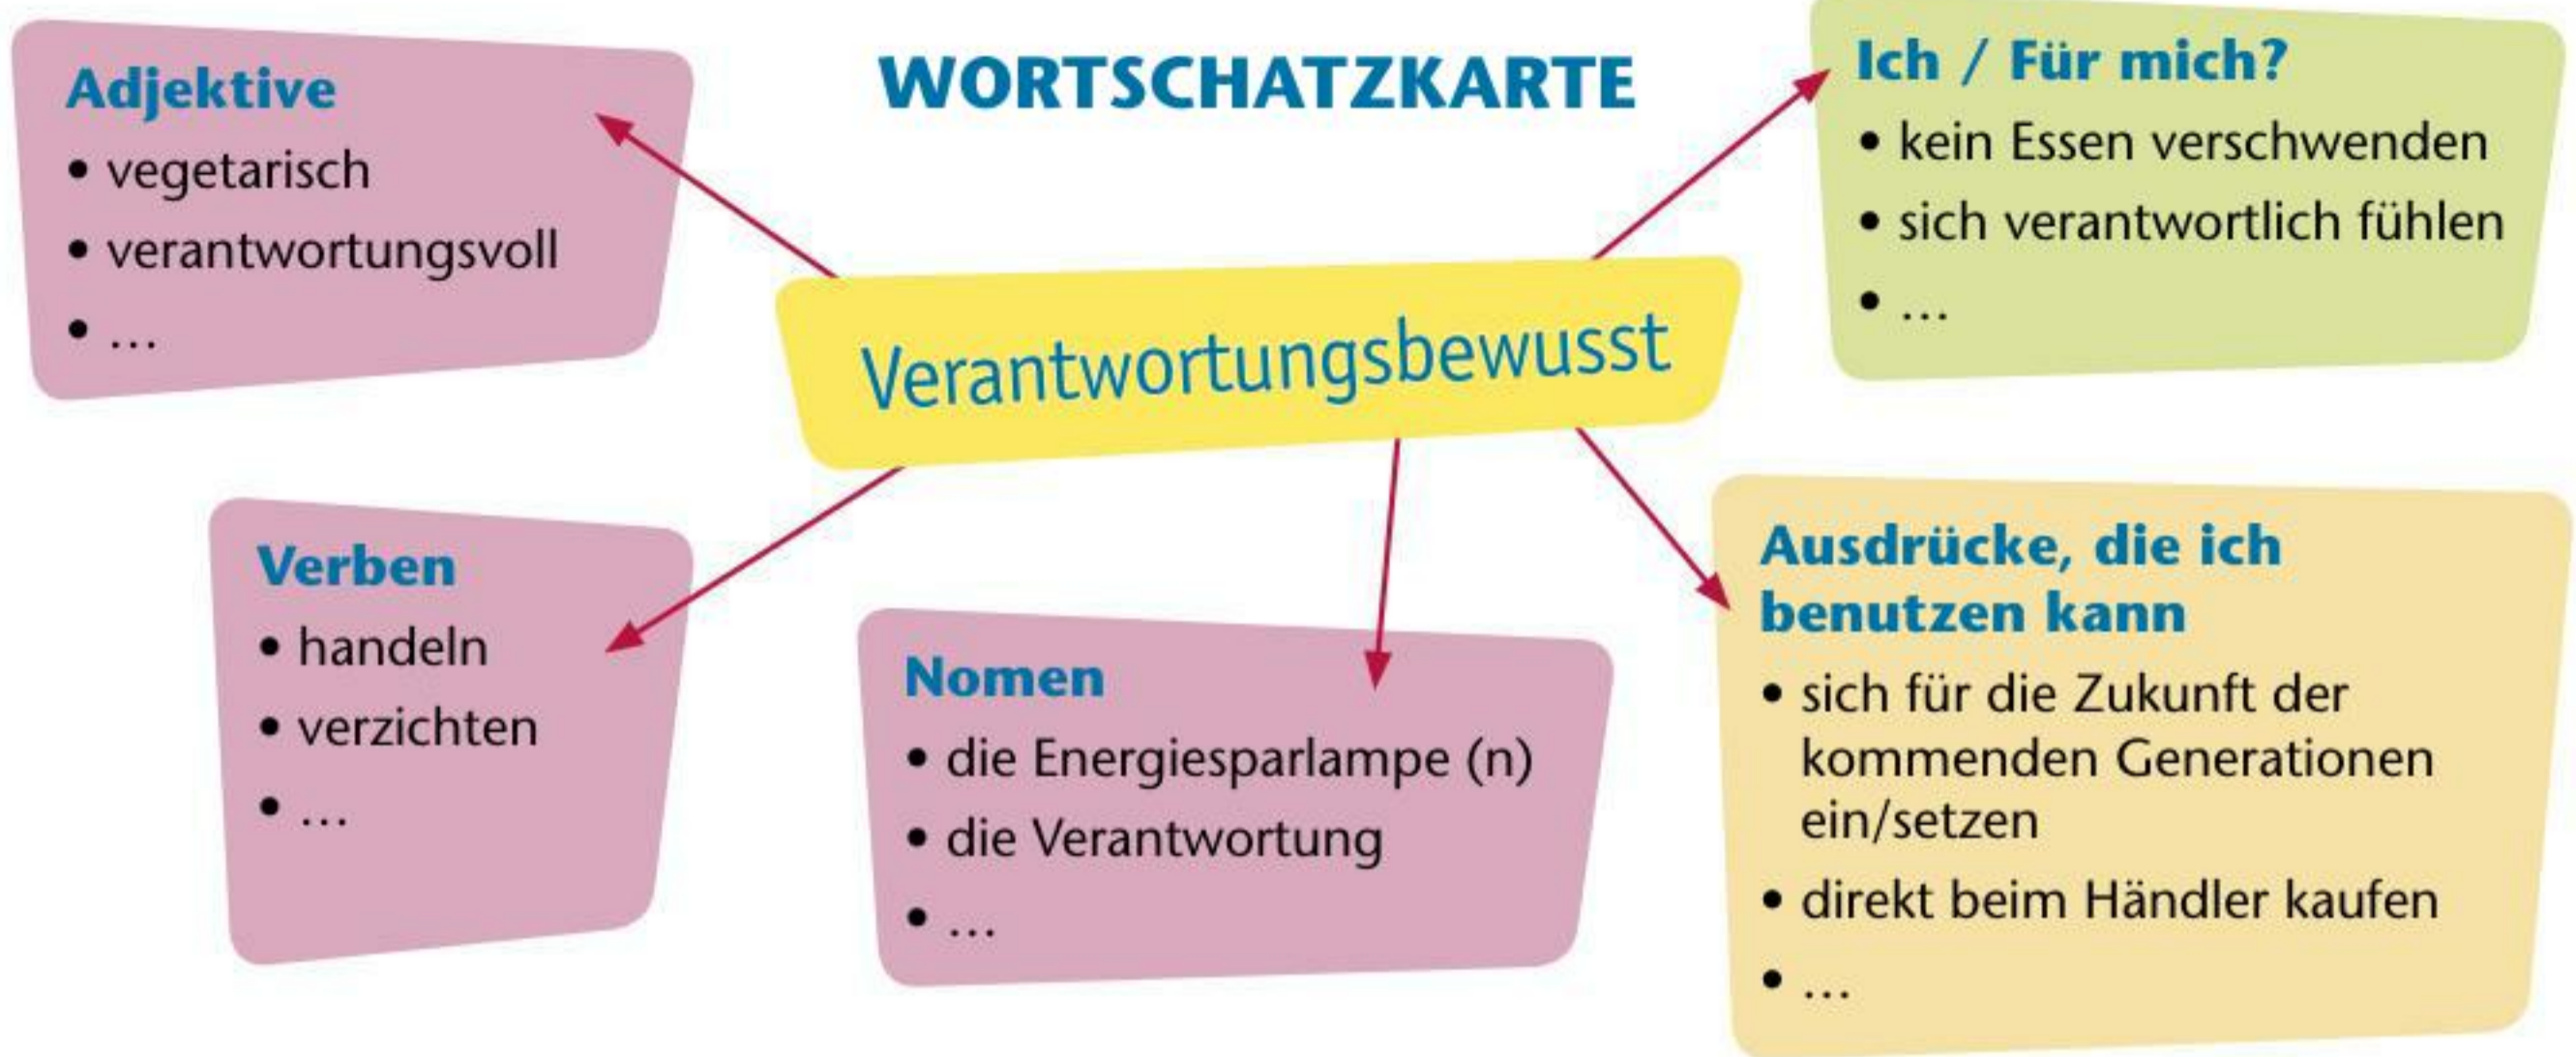 WORTSCHATZKARTE
Adjektive
• vegetarisch
• verantwortungsvoll
• ...
Ich / Für mich?
• kein Essen verschwenden
• sich verantwortlich fühlen
• ...
Verantwortungsbewusst
Verben
• handeln
• verzichten
• ...
Nomen
• die Energiesparlampe (n)
• die Verantwortung
• ...
Ausdrücke, die ich
benutzen kann
• sich für die Zukunft der
kommenden Generationen
ein/setzen
• direkt beim Händler kaufen
• ...